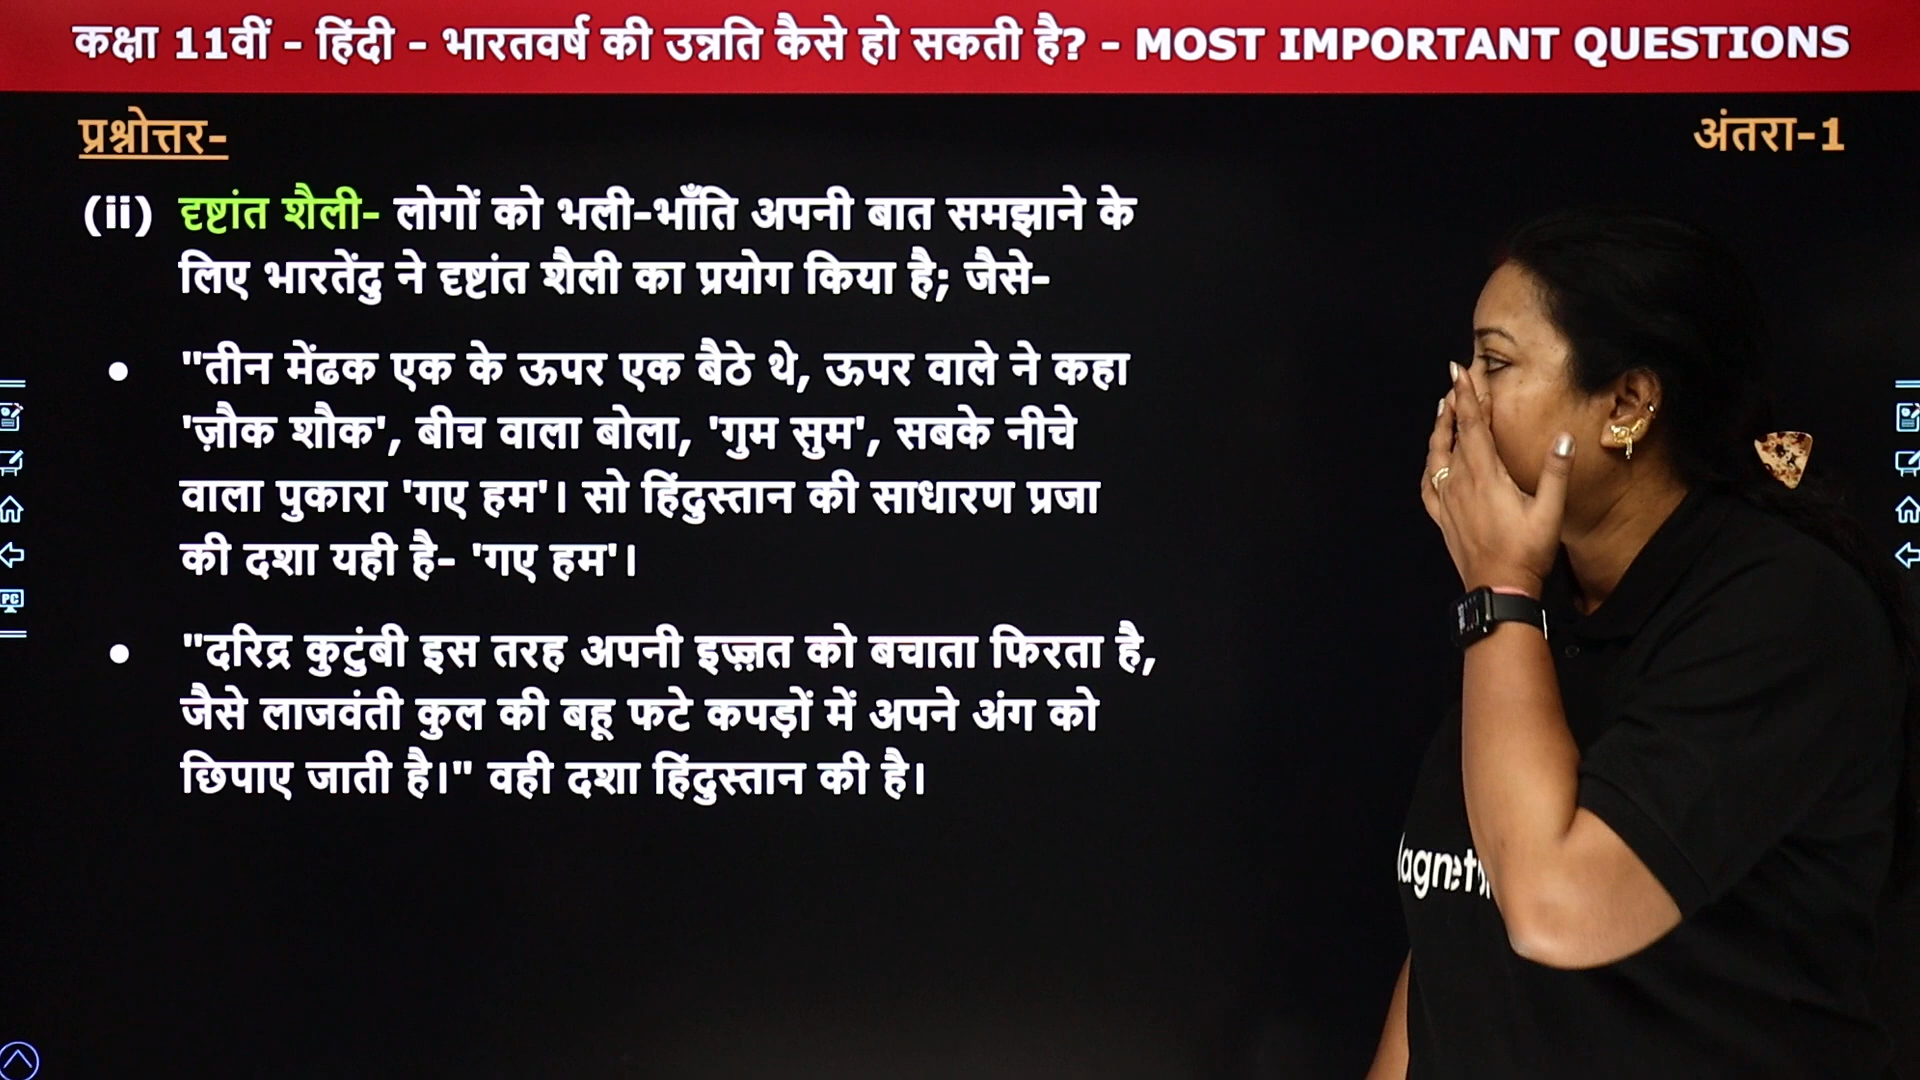 कक्षा 11वीं - हिंदी - भारतवर्ष की उन्नति कैसे हो सकती है? - MOST IMPORTANT QUESTIONS
प्रश्नोत्तर-
अंतरा-1
(ii) दृष्टांत शैली- लोगों को भली-भाँति अपनी बात समझाने के
लिए भारतेंदु ने दृष्टांत शैली का प्रयोग किया है; जैसे-
• "तीन मेंढक एक के ऊपर एक बैठे थे, ऊपर वाले ने कहा
'ज़ौक शौक', बीच वाला बोला, 'गुम सुम', सबके नीचे
वाला पुकारा 'गए हम'। सो हिंदुस्तान की साधारण प्रजा
की दशा यही है- 'गए हम'।
• "दरिद्र कुटुंबी इस तरह अपनी इज़्ज़त को बचाता फिरता है,
जैसे लाजवंती कुल की बहू फटे कपड़ों में अपने अंग को
छिपाए जाती है।" वही दशा हिंदुस्तान की है।
PC